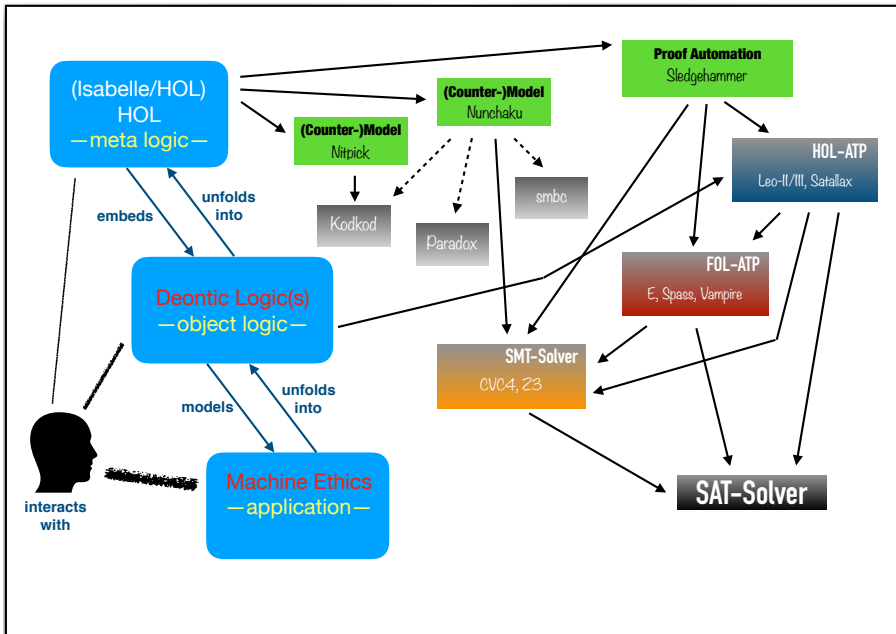 (Isabelle/HOL)
HOL
—meta logic—
Proof Automation
Sledgehammer
(Counter-)Model
Nunchaku
(Counter-)Model
Nitpick
HOL-ATP
Leo-II/III, Satallax
Kodkod
Paradox
smbc
embeds
unfolds
into
Deontic Logic(s)
—object logic—
FOL-ATP
E, Spass, Vampire
SMT-Solver
CVC4, Z3
models
unfolds
into
Machine Ethics
—application—
SAT-Solver
interacts
with